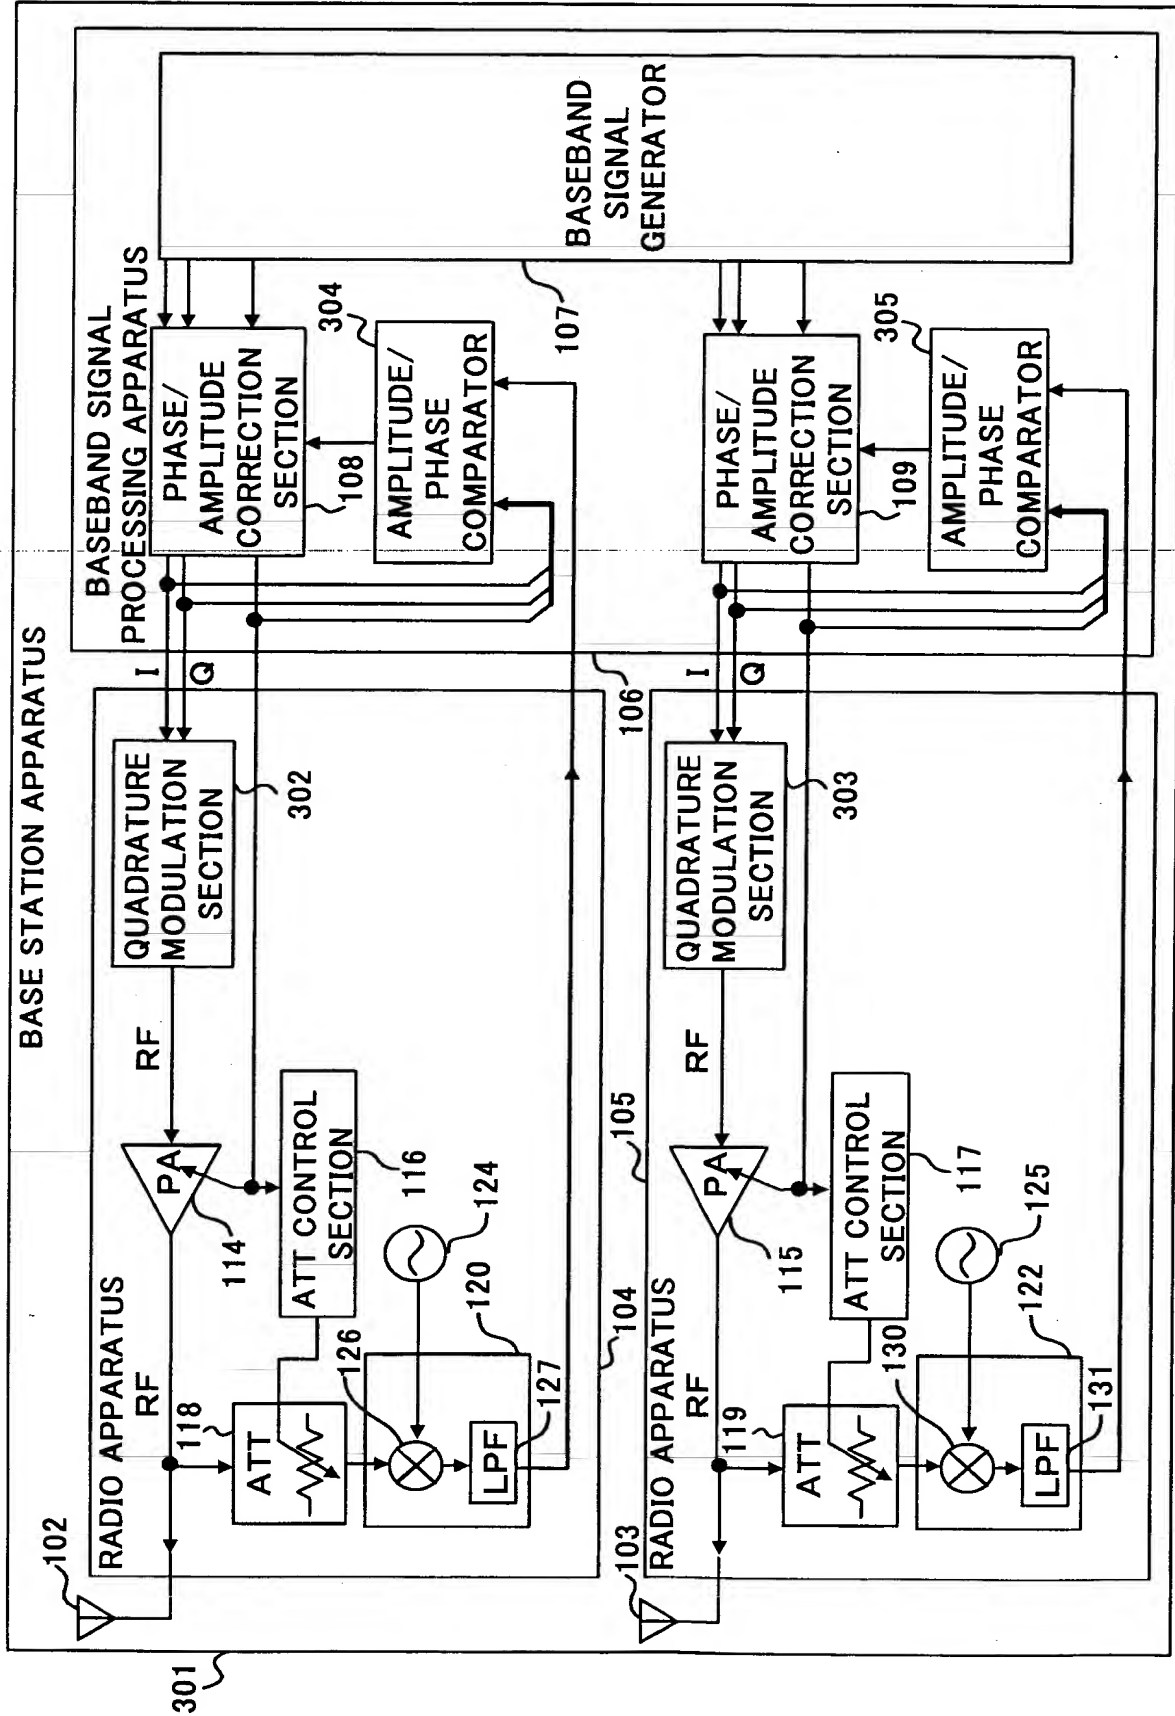 BASE STATION APPARATUS
301
102
RADIO APPARATUS
104
RF
114
PA
RF
QUADRATURE
MODULATION
SECTION
302
I
Q
118
ATT
ATT CONTROL
SECTION
116
126
124
120
LPF
127
BASEBAND SIGNAL
PROCESSING APPARATUS
106
PHASE/
AMPLITUDE
CORRECTION
SECTION
108
304
AMPLITUDE/
PHASE
COMPARATOR
BASEBAND
SIGNAL
GENERATOR
107
103
RADIO APPARATUS
105
RF
115
PA
RF
QUADRATURE
MODULATION
SECTION
303
I
Q
119
ATT
ATT CONTROL
SECTION
117
130
125
122
LPF
131
PHASE/
AMPLITUDE
CORRECTION
SECTION
109
305
AMPLITUDE/
PHASE
COMPARATOR